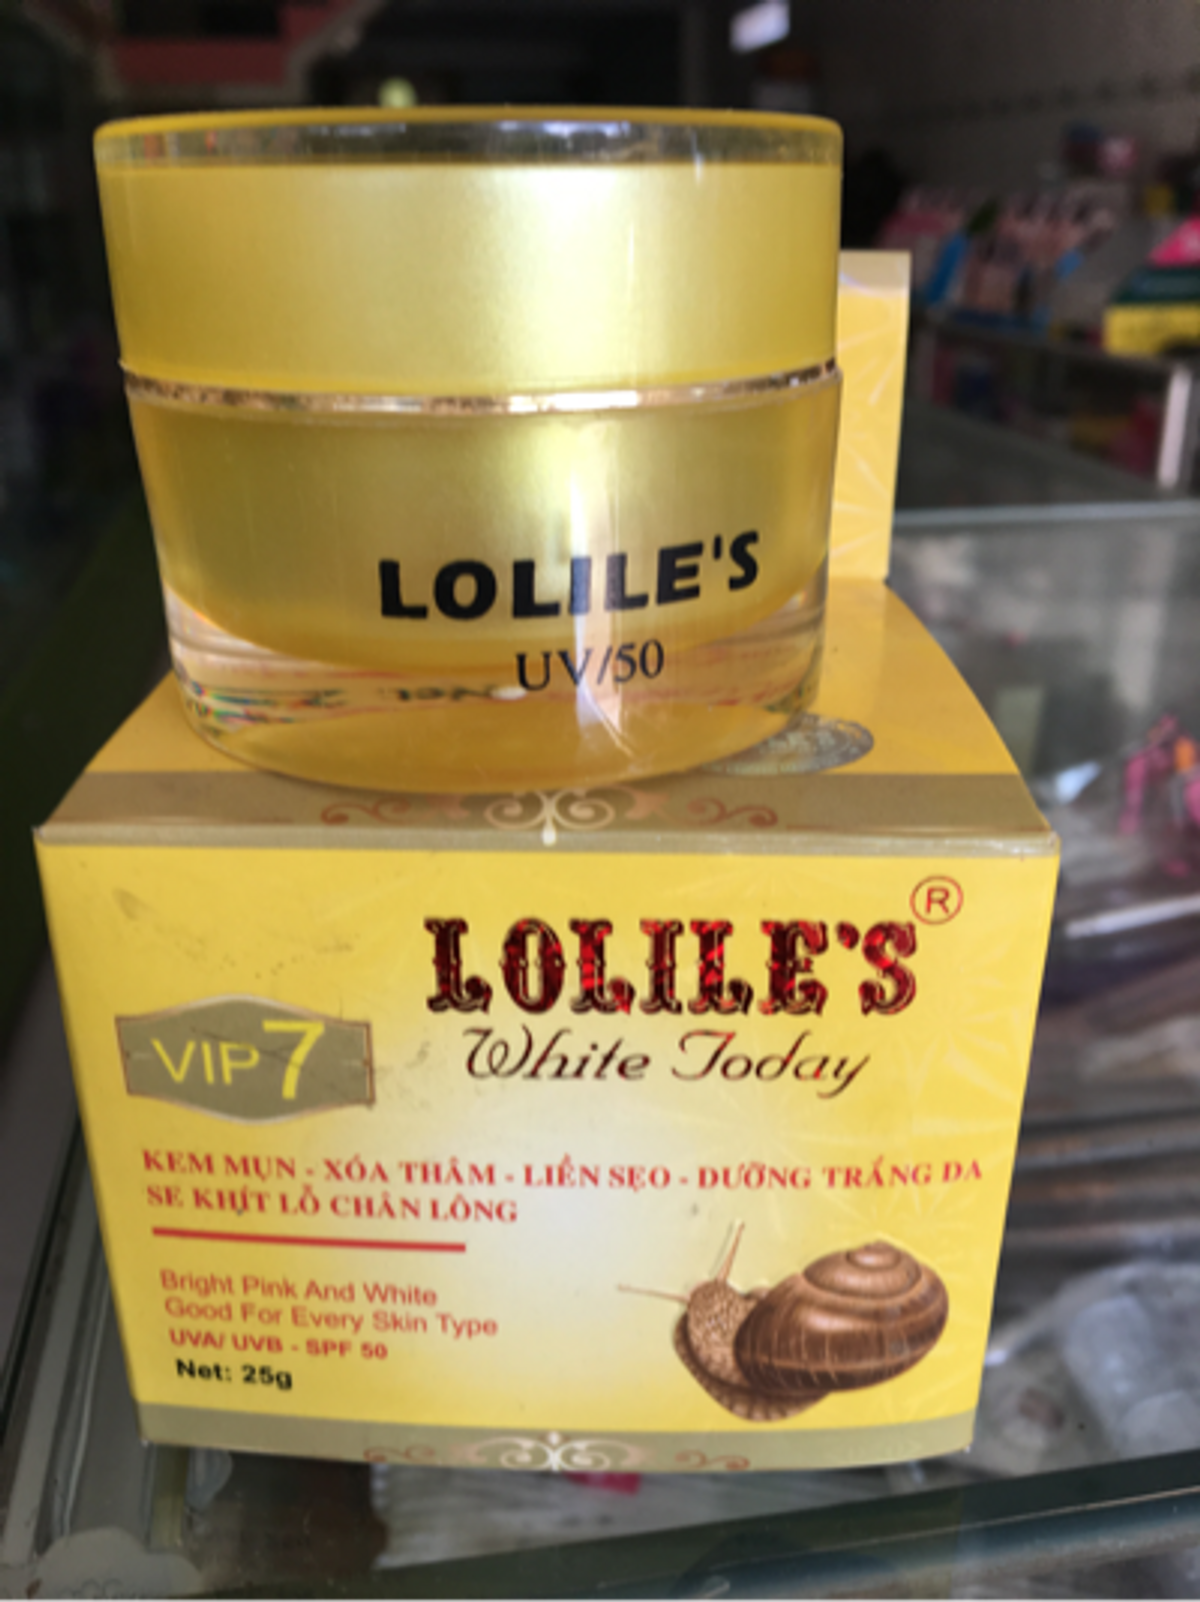 LOLILE'S
UV/50
LOLILE'S®
White Today
VIP 7
KEM MỤN - XÓA THÂM - LIỀN SẸO - DƯỠNG TRẮNG DA
SE KHÍT LỖ CHÂN LÔNG
Bright Pink And White
Good For Every Skin Type
UVA/ UVB - SPF 50
Net: 25g